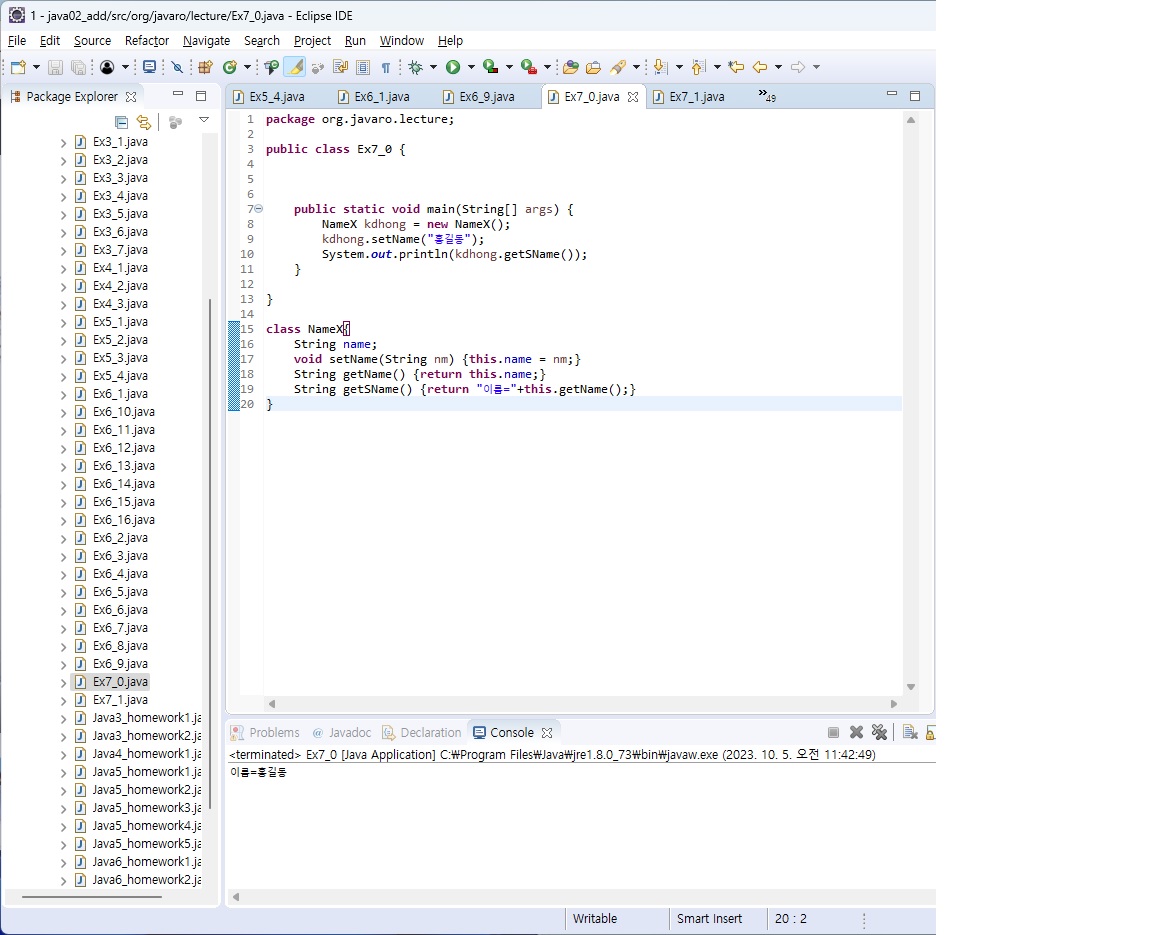 1 - java02_add/src/org/javaro/lecture/Ex7_0.java - Eclipse IDE
File Edit Source Refactor Navigate Search Project Run Window Help
Package Explorer
Ex3_1.java
Ex3_2.java
Ex3_3.java
Ex3_4.java
Ex3_5.java
Ex3_6.java
Ex3_7.java
Ex4_1.java
Ex4_2.java
Ex4_3.java
Ex5_1.java
Ex5_2.java
Ex5_3.java
Ex5_4.java
Ex6_1.java
Ex6_10.java
Ex6_11.java
Ex6_12.java
Ex6_13.java
Ex6_14.java
Ex6_15.java
Ex6_16.java
Ex6_2.java
Ex6_3.java
Ex6_4.java
Ex6_5.java
Ex6_6.java
Ex6_7.java
Ex6_8.java
Ex6_9.java
Ex7_0.java
Ex7_1.java
Java3_homework1.ja
Java3_homework2.ja
Java4_homework1.ja
Java5_homework1.ja
Java5_homework2.ja
Java5_homework3.ja
Java5_homework4.ja
Java5_homework5.ja
Java6_homework1.ja
Java6_homework2.ja
Ex5_4.java Ex6_1.java Ex6_9.java Ex7_0.java Ex7_1.java »49
1 package org.javaro.lecture;
2
3 public class Ex7_0 {
4
5
6
7 public static void main(String[] args) {
8 NameX kdhong = new NameX();
9 kdhong.setName("홍길동");
10 System.out.println(kdhong.getSName());
11 }
12
13 }
14
15 class NameX{
16 String name;
17 void setName(String nm) {this.name = nm;}
18 String getName() {return this.name;}
19 String getSName() {return "이름="+this.getName();}
20 }
Problems @ Javadoc Declaration Console
<terminated> Ex7_0 [Java Application] C:₩Program Files₩Java₩jre1.8.0_73₩bin₩javaw.exe (2023. 10. 5. 오전 11:42:49)
이름=홍길동
Writable Smart Insert 20 : 2